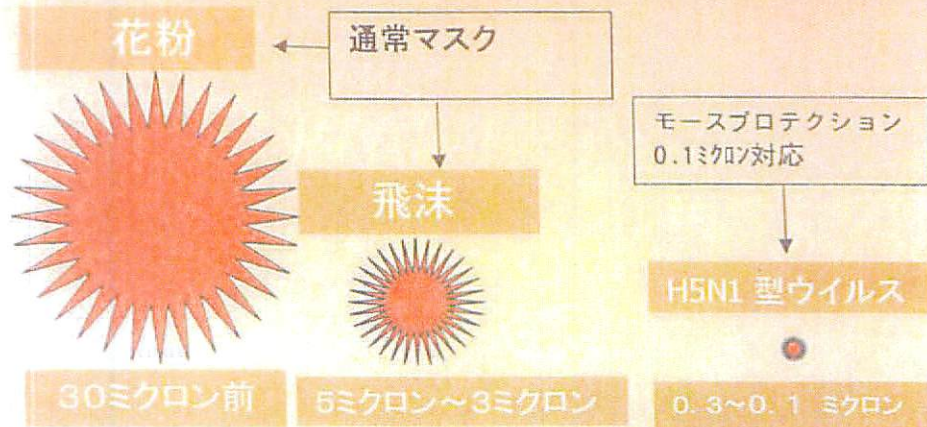 花粉
通常マスク
モースプロテクション
0.1ミクロン対応
飛沫
H5N1 型ウイルス
30ミクロン前
5ミクロン～3ミクロン
0. 3～0. 1 ミクロン